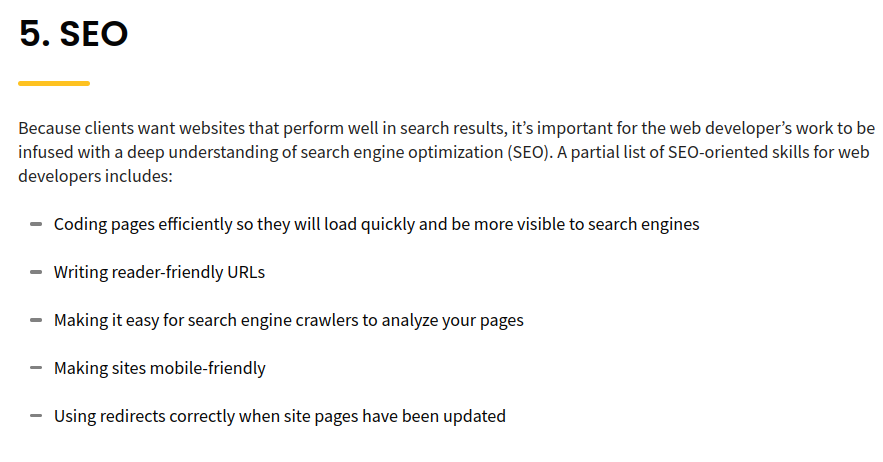 5. SEO
Because clients want websites that perform well in search results, it’s important for the web developer’s work to be
infused with a deep understanding of search engine optimization (SEO). A partial list of SEO-oriented skills for web
developers includes:
Coding pages efficiently so they will load quickly and be more visible to search engines
Writing reader-friendly URLs
Making it easy for search engine crawlers to analyze your pages
Making sites mobile-friendly
Using redirects correctly when site pages have been updated